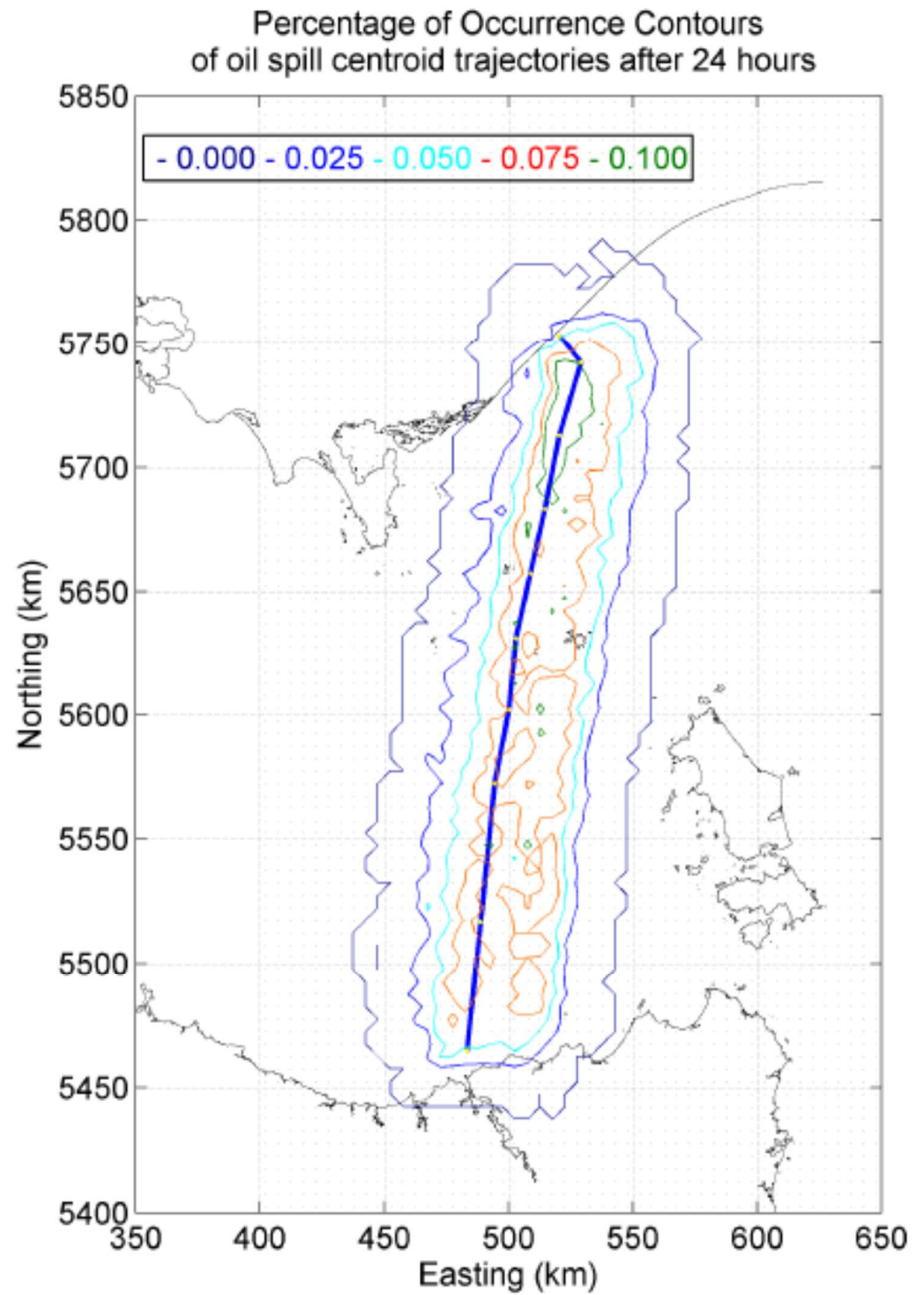 Percentage of Occurrence Contours
of oil spill centroid trajectories after 24 hours
5850
- 0.000 - 0.025 - 0.050 - 0.075 - 0.100
5800
5750
5700
5650
5600
5550
5500
5450
5400
Northing (km)
350 400 450 500 550 600 650
Easting (km)